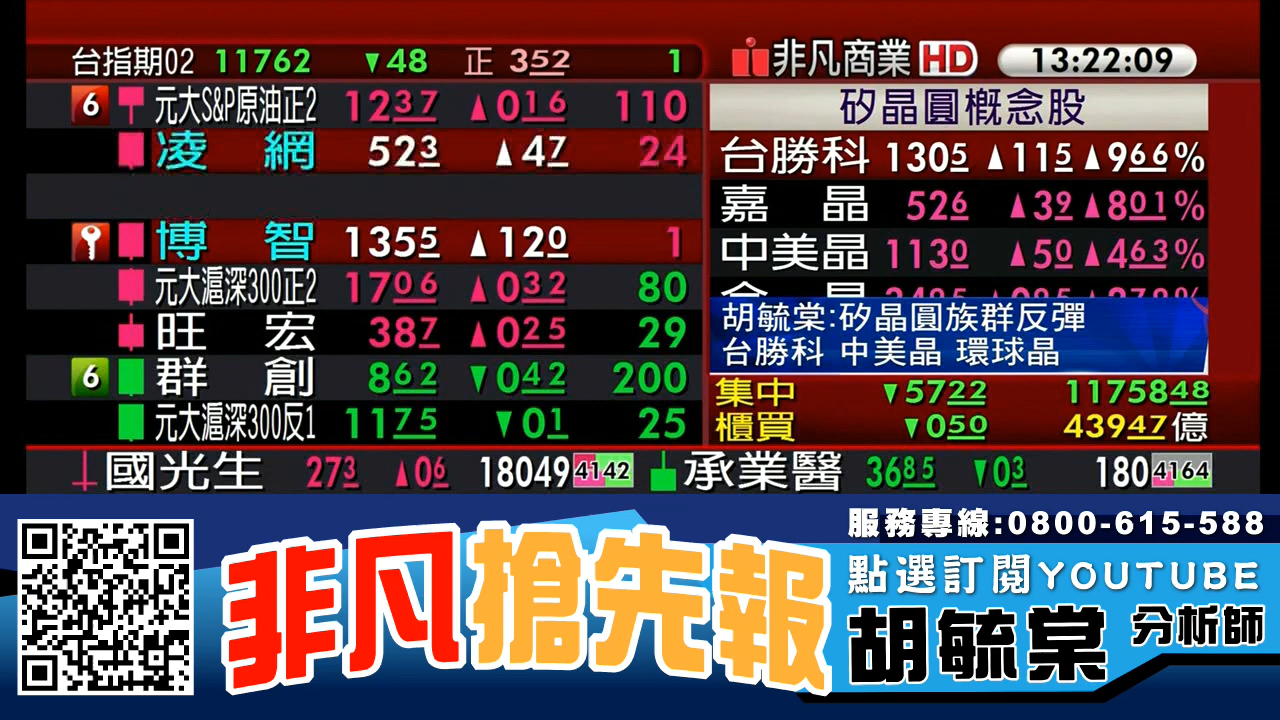 台指期02 11762 ▼48 正 352 1
非凡商業 HD 13:22:09
6 元大S&P原油正2 1237 ▲016 110
凌網 523 ▲47 24
博智 1355 ▲120 1
元大滬深300正2 1706 ▲032 80
旺宏 387 ▲025 29
6 群創 862 ▼042 200
元大滬深300反1 1175 ▼01 25
矽晶圓概念股
台勝科 1305 ▲115 ▲966%
嘉晶 526 ▲39 ▲801%
中美晶 1130 ▲50 ▲463%
胡毓棠:矽晶圓族群反彈
台勝科 中美晶 環球晶
集中 ▼5722 1175848
櫃買 ▼050 43947億
國光生 273 ▲06 18049 4142 承業醫 3685 ▼03 180 4164
非凡搶先報
服務專線:0800-615-588
點選訂閱YOUTUBE
胡毓棠 分析師